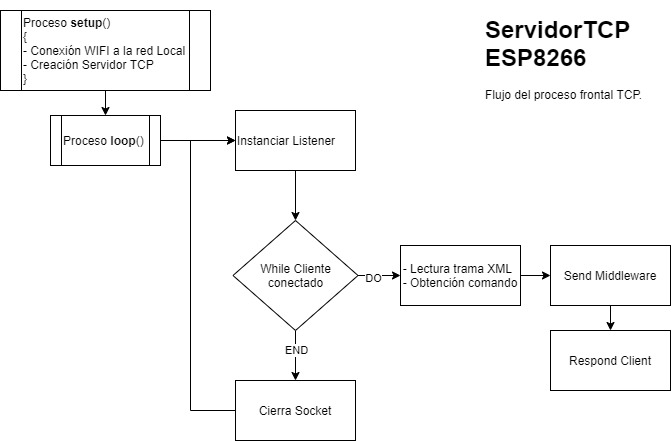 Proceso setup()
{
- Conexión WIFI a la red Local
- Creación Servidor TCP
}
ServidorTCP
ESP8266
Flujo del proceso frontal TCP.
Proceso loop()
Instanciar Listener
While Cliente
conectado
DO
- Lectura trama XML
- Obtención comando
Send Middleware
Respond Client
END
Cierra Socket